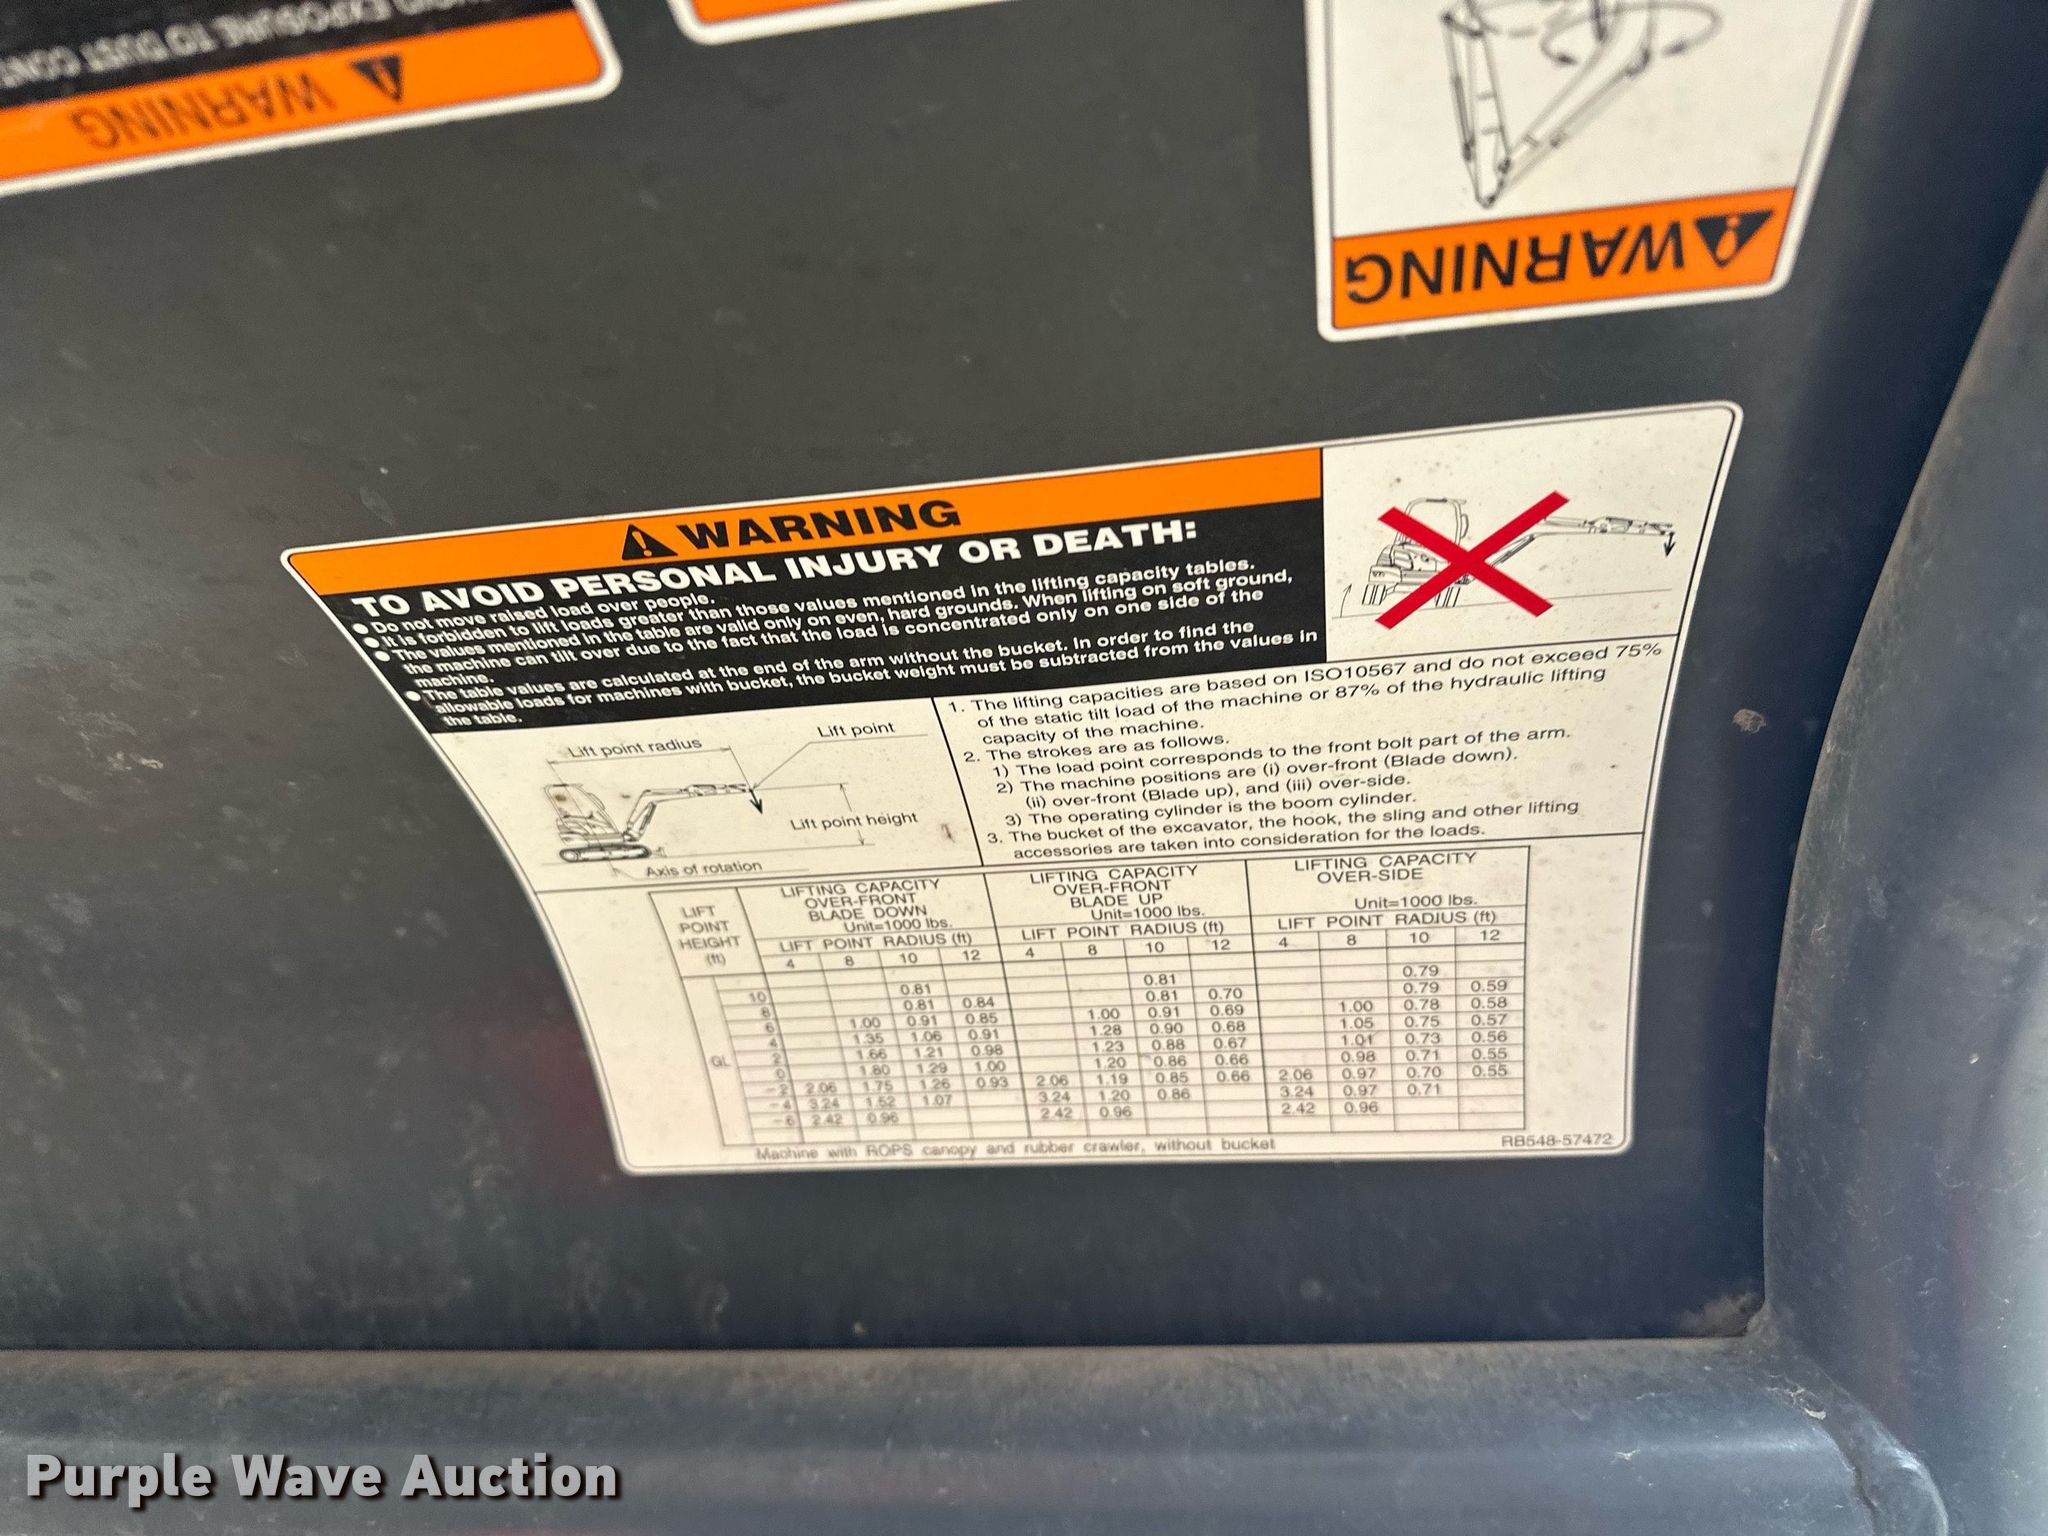 EXPOSURE TO DUST CONT
WARNING
WARNING
WARNING
TO AVOID PERSONAL INJURY OR DEATH:
● Do not move raised load over people.
● It is forbidden to lift loads greater than those values mentioned in the lifting capacity tables.
● The values mentioned in the table are valid only on even, hard grounds. When lifting on soft ground,
the machine can tilt over due to the fact that the load is concentrated only on one side of the
machine.
● The table values are calculated at the end of the arm without the bucket. In order to find the
allowable loads for machines with bucket, the bucket weight must be subtracted from the values in
the table.
Lift point radius
Lift point
Lift point height
Axis of rotation
1. The lifting capacities are based on ISO10567 and do not exceed 75%
of the static tilt load of the machine or 87% of the hydraulic lifting
capacity of the machine.
2. The strokes are as follows.
1) The load point corresponds to the front bolt part of the arm.
2) The machine positions are (i) over-front (Blade down).
(ii) over-front (Blade up), and (iii) over-side.
3) The operating cylinder is the boom cylinder.
3. The bucket of the excavator, the hook, the sling and other lifting
accessories are taken into consideration for the loads.
LIFT
POINT
HEIGHT
(ft)
LIFTING CAPACITY
OVER-FRONT
BLADE DOWN
Unit=1000 lbs.
LIFTING CAPACITY
OVER-FRONT
BLADE UP
Unit=1000 lbs.
LIFTING CAPACITY
OVER-SIDE
Unit=1000 lbs.
LIFT POINT RADIUS (ft) LIFT POINT RADIUS (ft) LIFT POINT RADIUS (ft)
4 8 10 12 4 8 10 12 4 8 10 12
10 0.81 0.81 0.79
8 0.81 0.84 0.81 0.70 0.79 0.59
6 1.00 0.91 0.85 1.00 0.91 0.69 1.00 0.78 0.58
4 1.35 1.06 0.91 1.28 0.90 0.68 1.05 0.75 0.57
2 1.66 1.21 0.98 1.23 0.88 0.67 1.01 0.73 0.56
GL 0 1.80 1.29 1.00 1.20 0.86 0.66 0.98 0.71 0.55
-2 2.06 1.75 1.26 0.93 2.06 1.19 0.85 0.66 2.06 0.97 0.70 0.55
-4 3.24 1.52 1.07 3.24 1.20 0.86 3.24 0.97 0.71
-6 2.42 0.96 2.42 0.96 2.42 0.96
Machine with ROPS canopy and rubber crawler, without bucket
RB548-57472
Purple Wave Auction